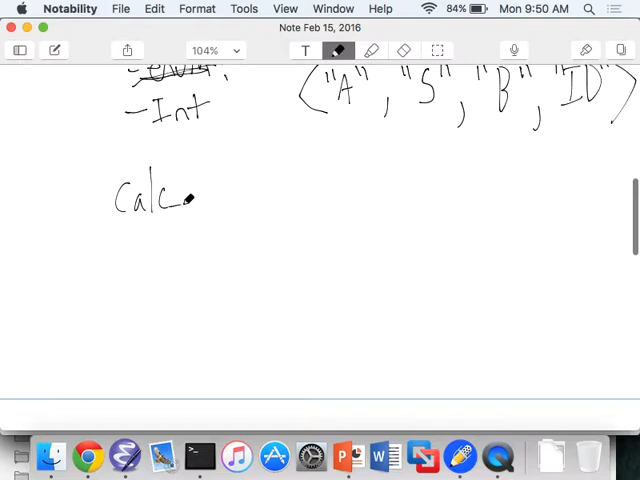 Notability File Edit Notes Tools View Window Help 84% Mon 9:50 AM
Note Feb 15, 2016
104% T
- Int ("A", "S", "B", "ID")
calc